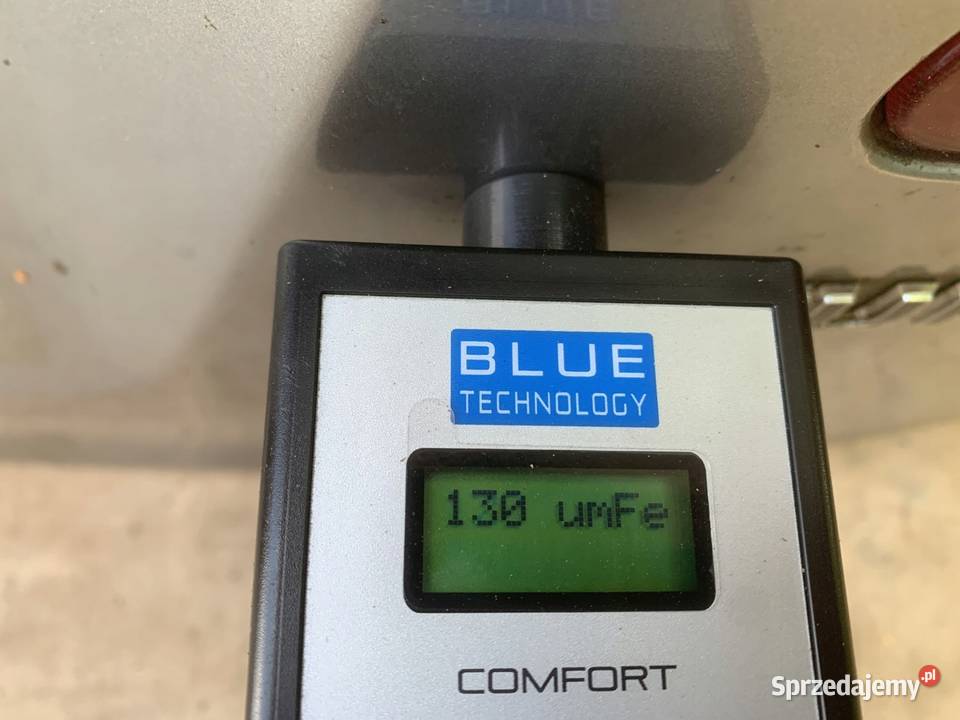 BLUE
TECHNOLOGY
130 umFe
COMFORT
Sprzedajemy.pl